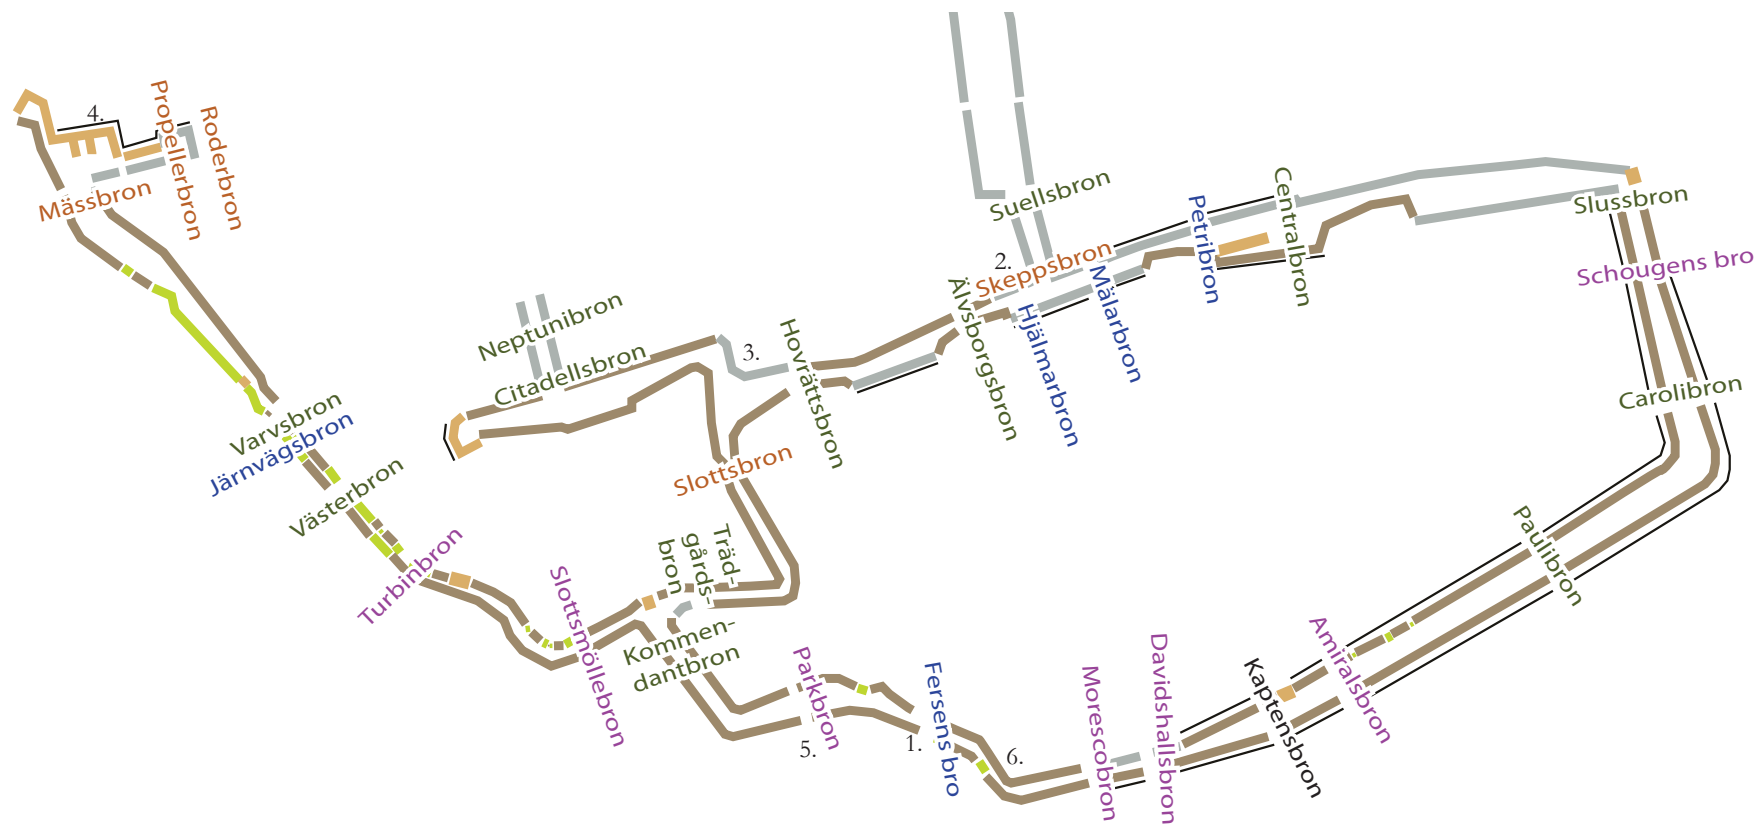 4.
Propellerbron
Roderbron
Mässbron
Suellsbron
Centralbron
Slussbron
Petribron
2.
Skeppsbron
Mälarbron
Schougens bro
Älvsborgsbron
Hjälmarbron
Neptunibron
Hovrättsbron
3.
Citadellsbron
Carolibron
Varvsbron
Järnvägsbron
Västerbron
Slottsbron
Turbinbron
Träd-
gårds-
bron
Paulibron
Slottsmöllebron
Kommen-
dantbron
Parkbron
Fersens bro
Morescobron
Davidshallsbron
Kaptensbron
Amiralsbron
5.
1.
6.